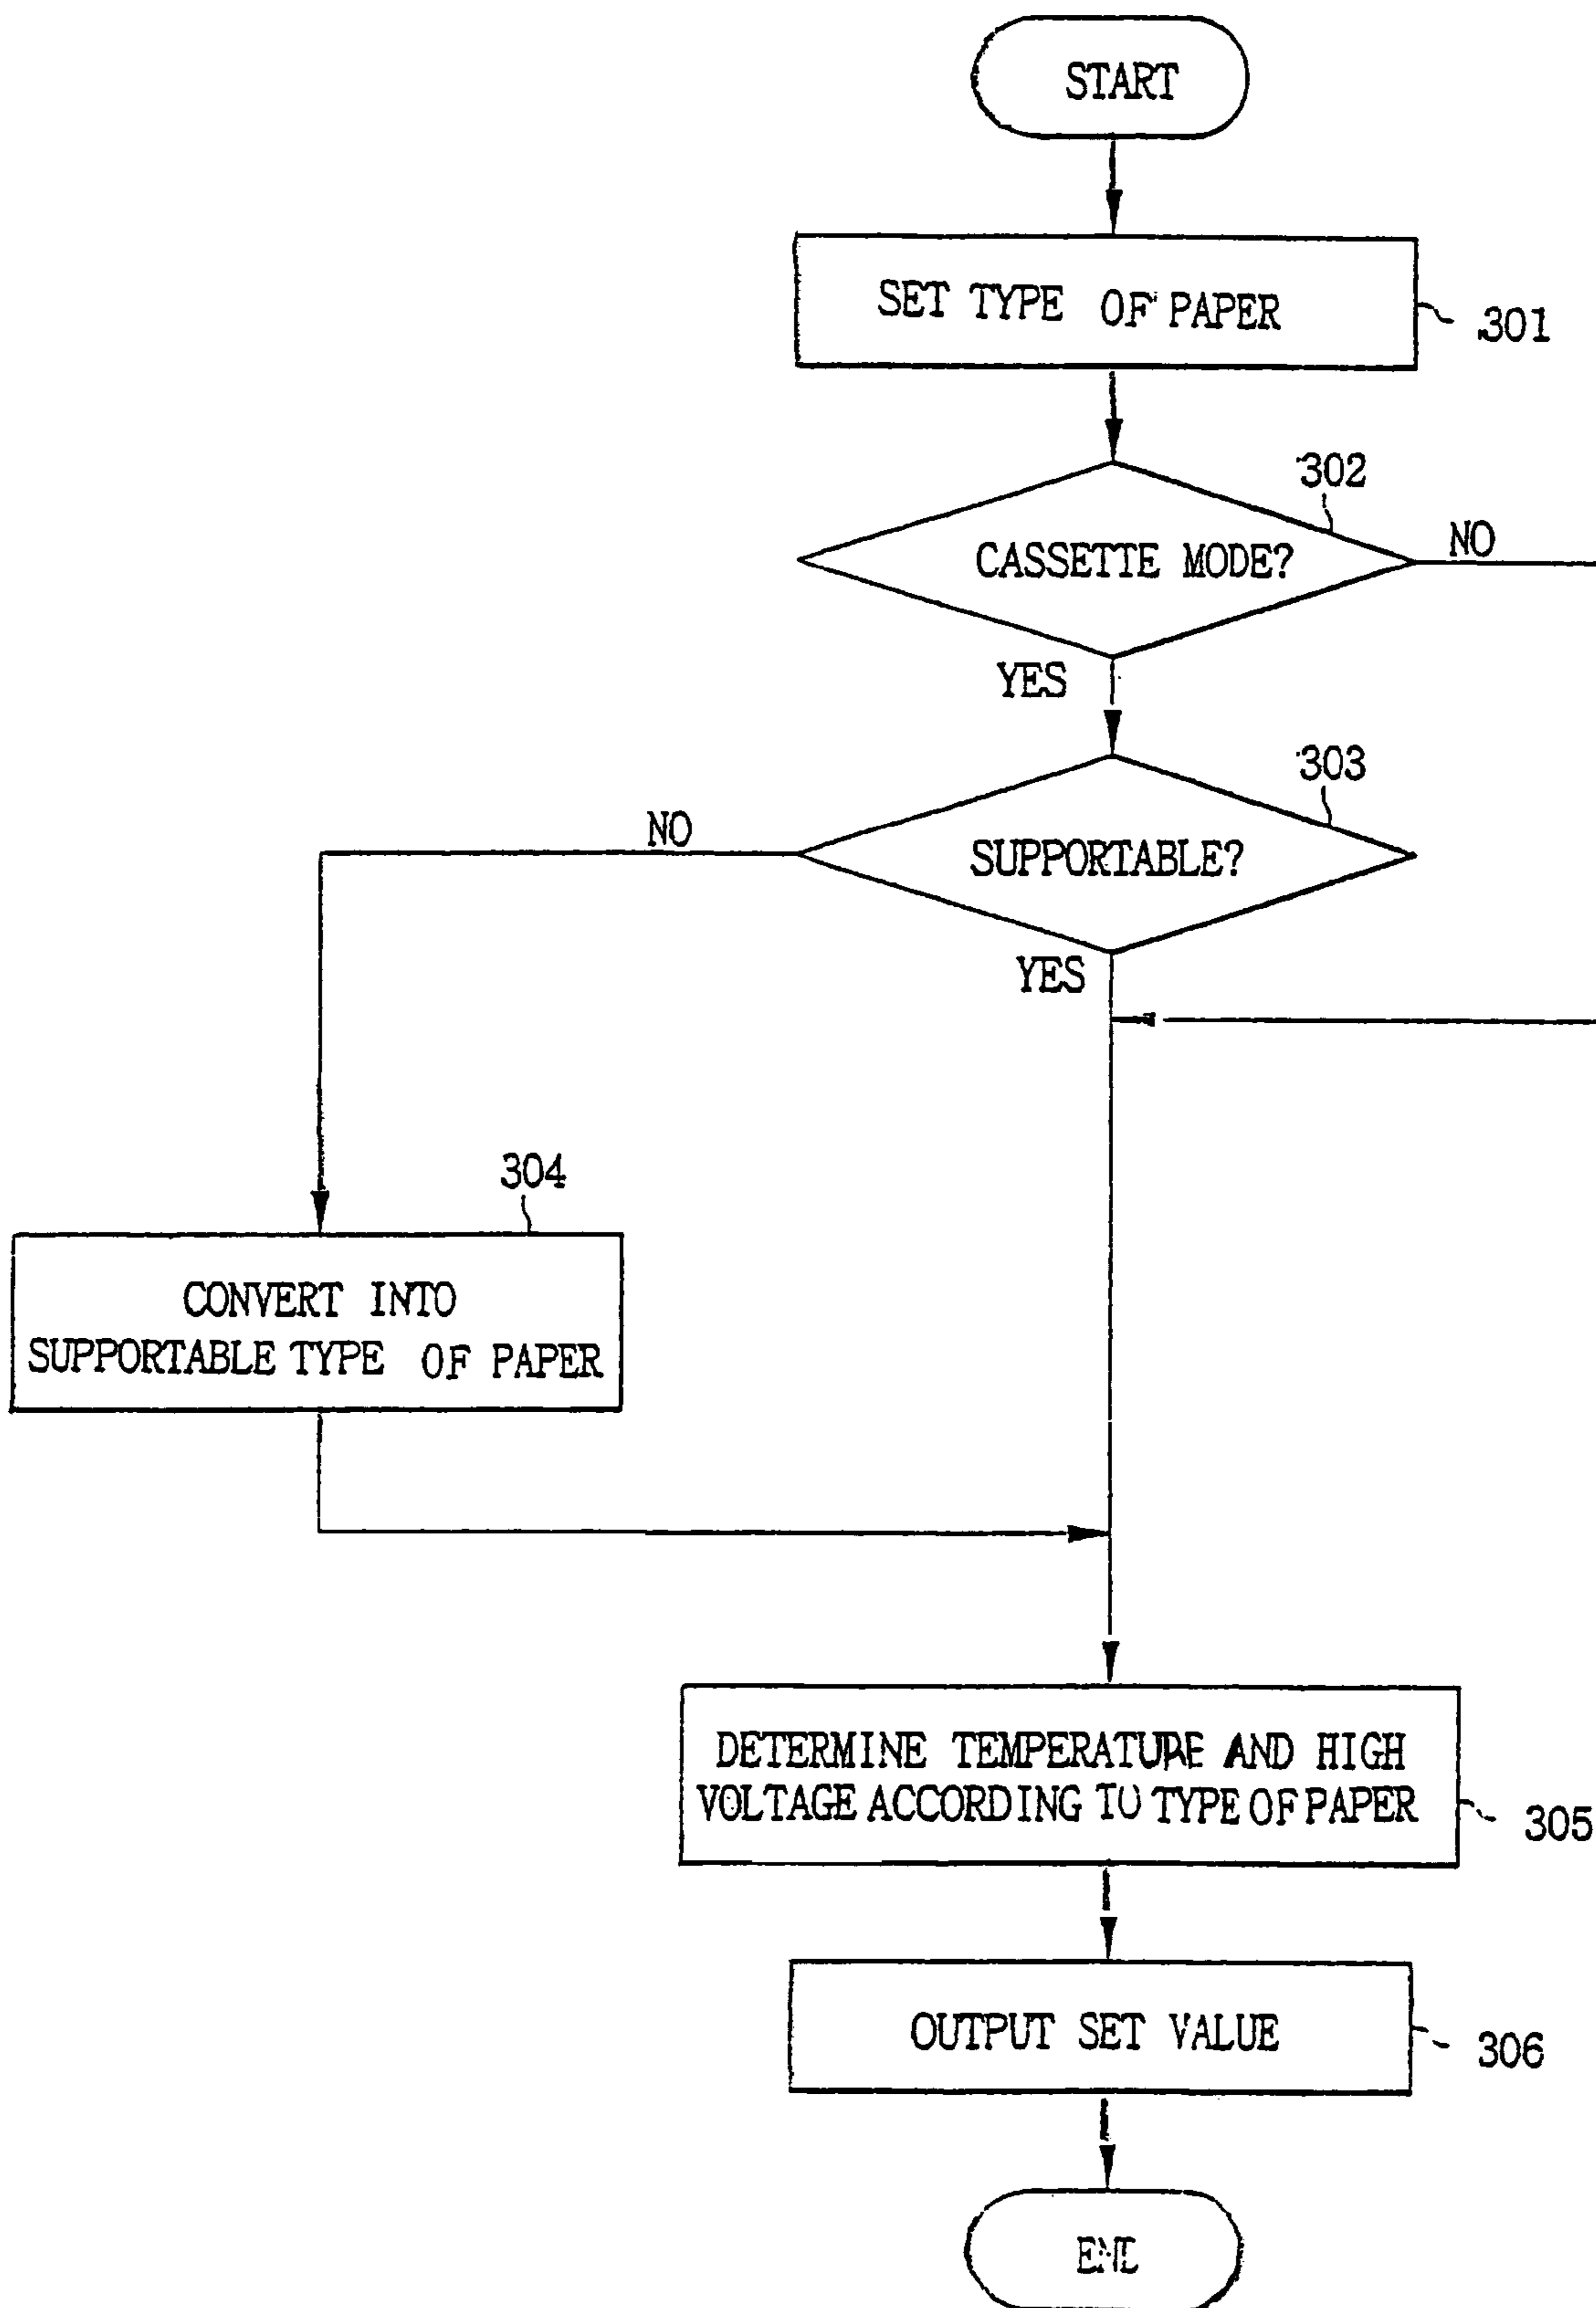 START
SET TYPE OF PAPER
301
302
CASSETTE MODE?
NO
YES
303
NO
SUPPORTABLE?
YES
304
CONVERT INTO
SUPPORTABLE TYPE OF PAPER
DETERMINE TEMPERATURE AND HIGH
VOLTAGE ACCORDING TO TYPE OF PAPER
305
OUTPUT SET VALUE
306
END